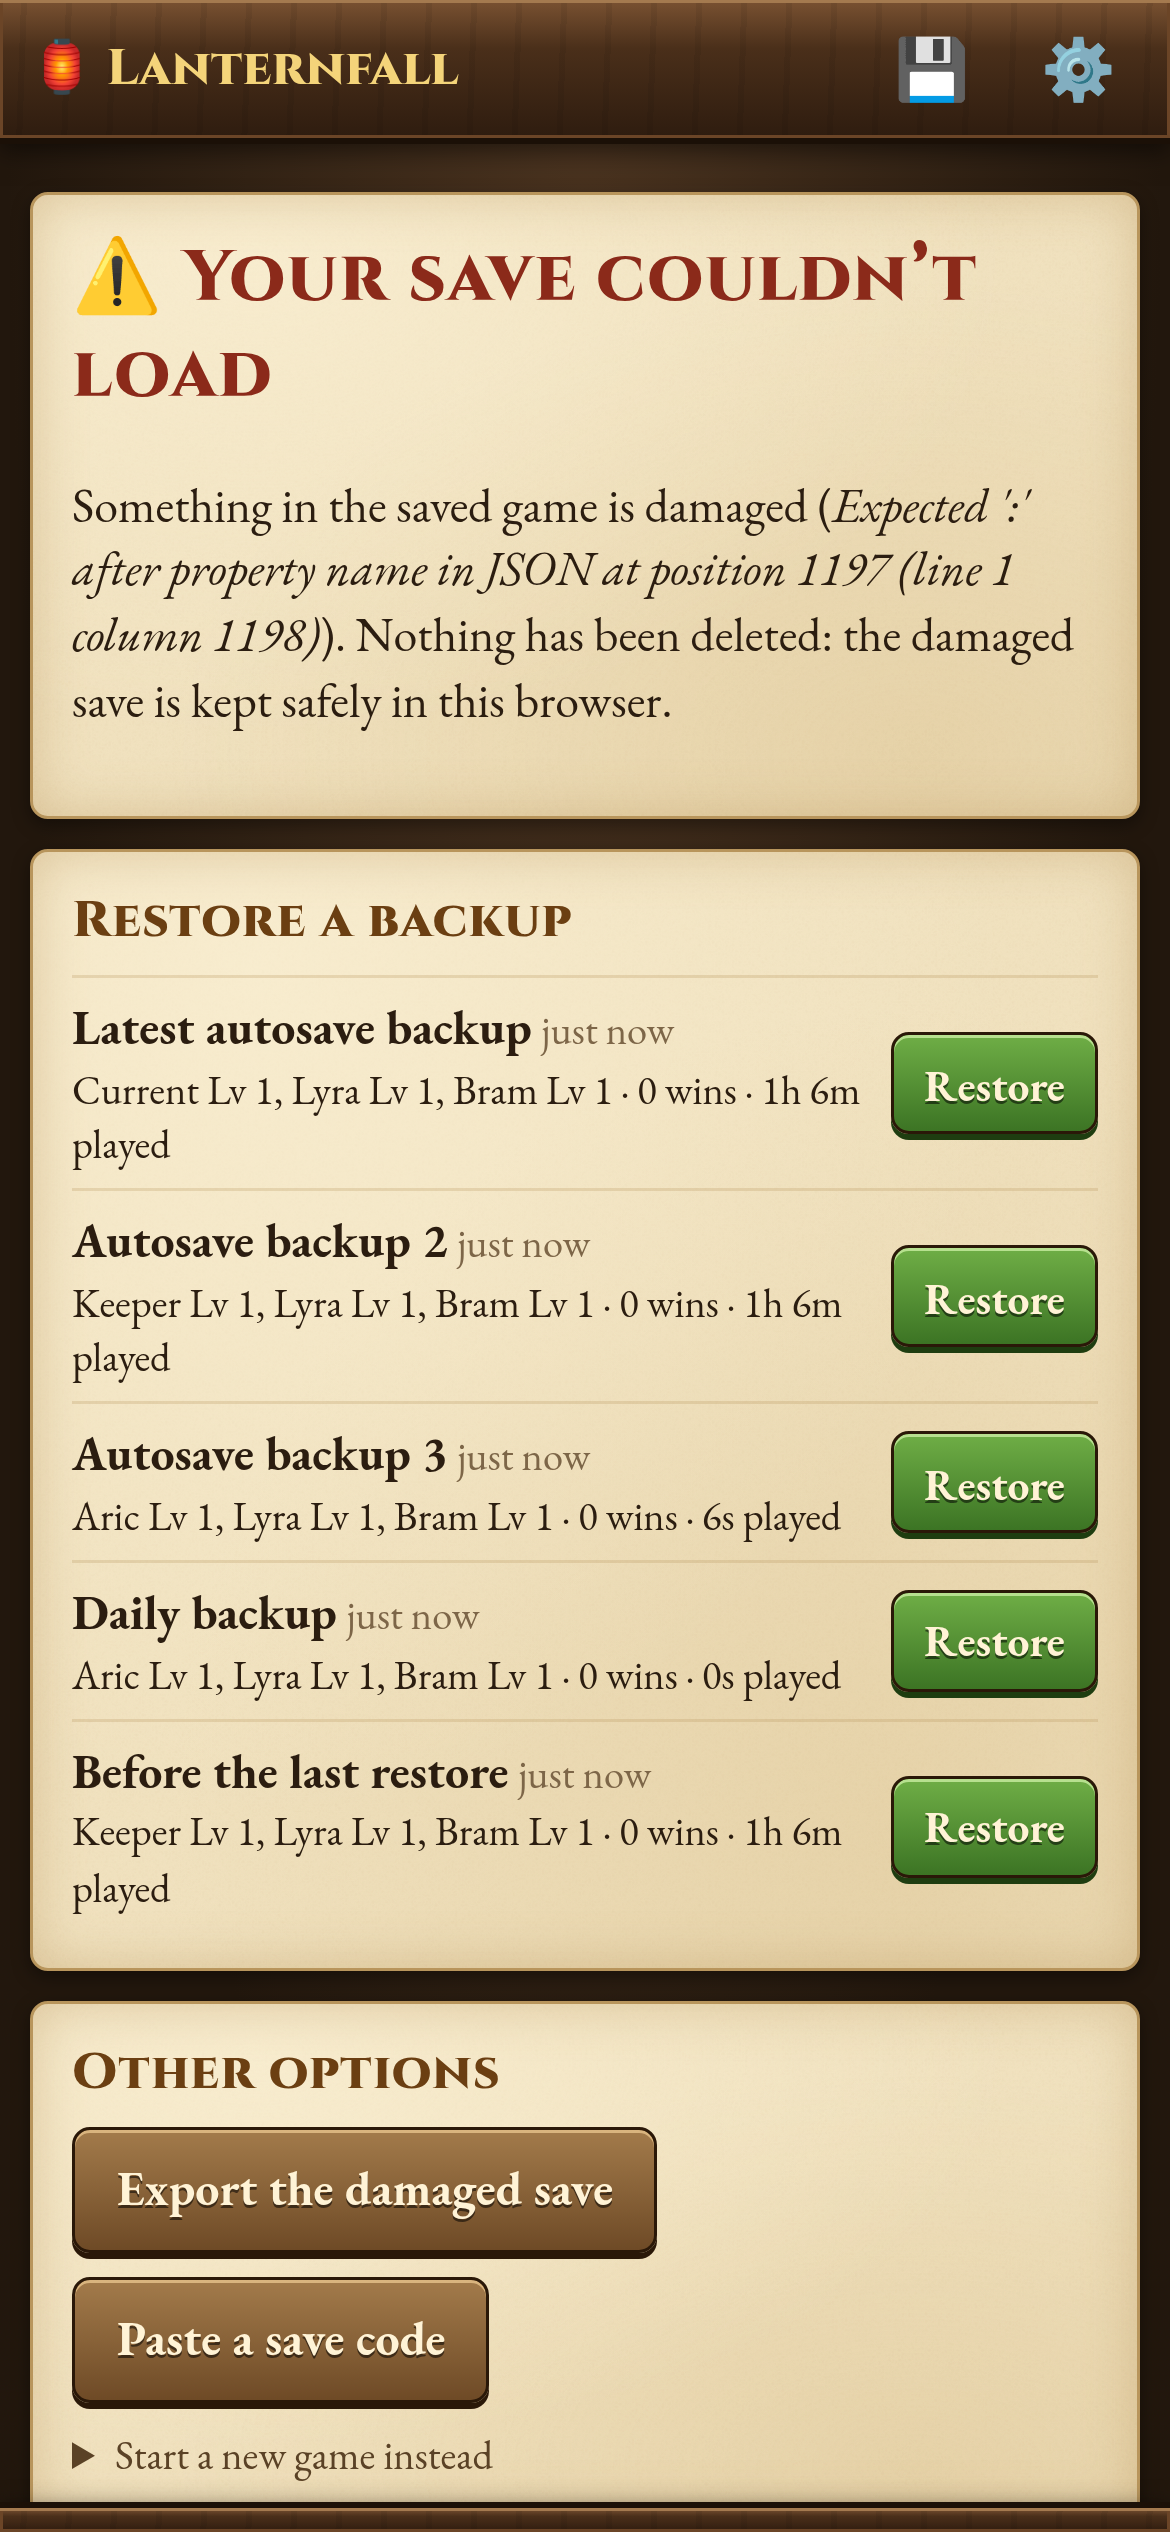 Lanternfall
Your save couldn’t
load
Something in the saved game is damaged (Expected ':'
after property name in JSON at position 1197 (line 1
column 1198)). Nothing has been deleted: the damaged
save is kept safely in this browser.
Restore a backup
Latest autosave backup just now
Current Lv 1, Lyra Lv 1, Bram Lv 1 · 0 wins · 1h 6m
played
Restore
Autosave backup 2 just now
Keeper Lv 1, Lyra Lv 1, Bram Lv 1 · 0 wins · 1h 6m
played
Restore
Autosave backup 3 just now
Aric Lv 1, Lyra Lv 1, Bram Lv 1 · 0 wins · 6s played
Restore
Daily backup just now
Aric Lv 1, Lyra Lv 1, Bram Lv 1 · 0 wins · 0s played
Restore
Before the last restore just now
Keeper Lv 1, Lyra Lv 1, Bram Lv 1 · 0 wins · 1h 6m
played
Restore
Other options
Export the damaged save
Paste a save code
Start a new game instead